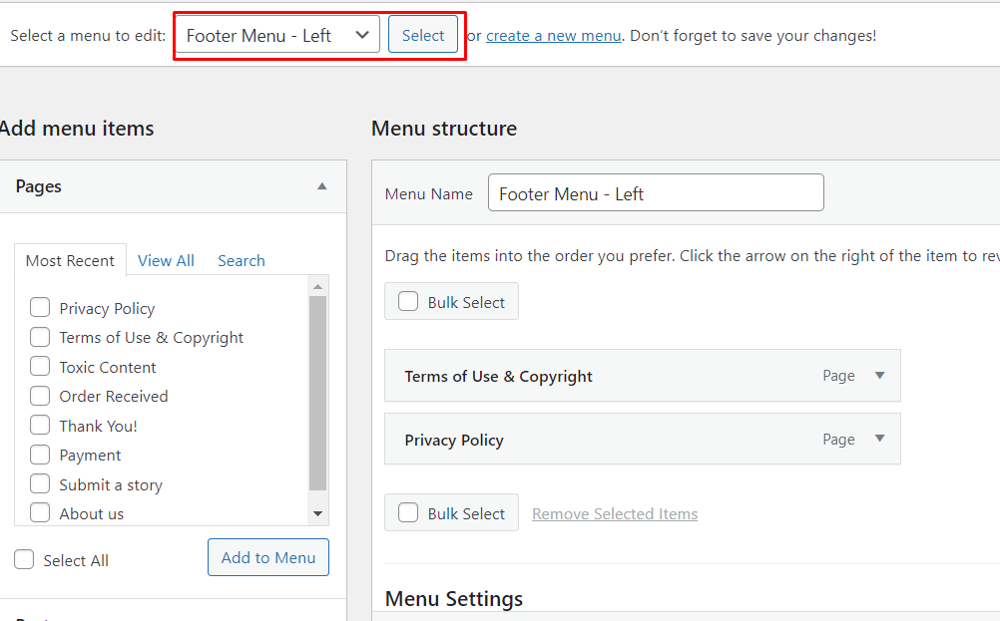 Select a menu to edit: Footer Menu - Left Select or create a new menu. Don't forget to save your changes!
Add menu items
Pages
Most Recent View All Search
Privacy Policy
Terms of Use & Copyright
Toxic Content
Order Received
Thank You!
Payment
Submit a story
About us
Select All Add to Menu
Menu structure
Menu Name Footer Menu - Left
Drag the items into the order you prefer. Click the arrow on the right of the item to rev
Bulk Select
Terms of Use & Copyright Page
Privacy Policy Page
Bulk Select Remove Selected Items
Menu Settings